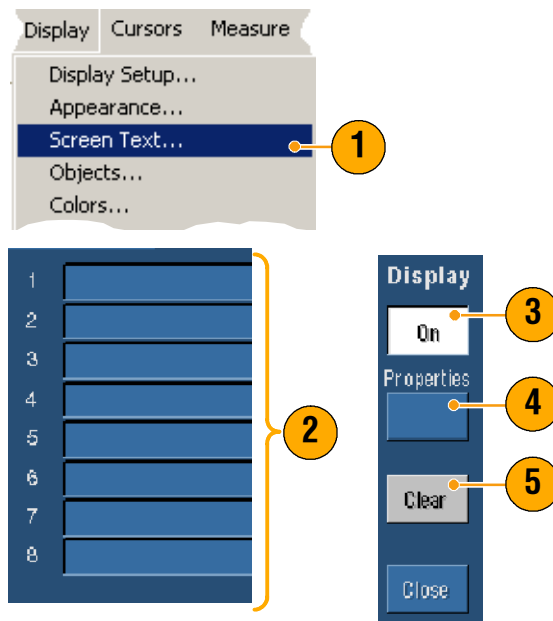 Display Cursors Measure
Display Setup...
Appearance...
Screen Text...
1
Objects...
Colors...
1
2
3
4
5
6
7
8
2
Display
On
3
Properties
4
Clear
5
Close